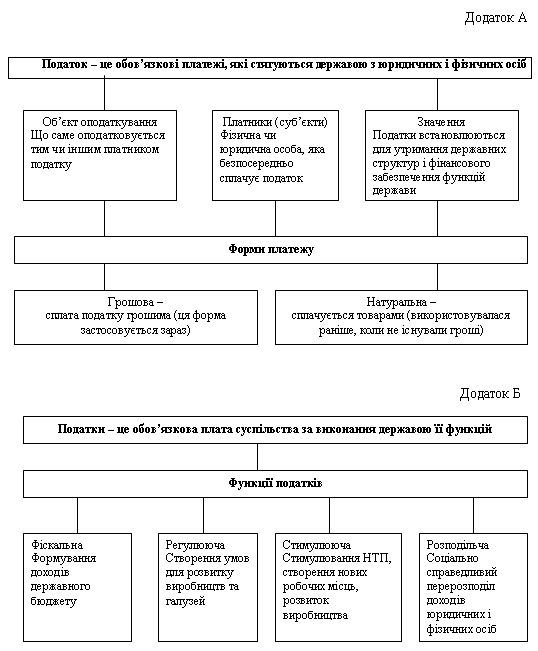 Додаток А
Податок – це обов’язкові платежі, які стягуються державою з юридичних і фізичних осіб
Об’єкт оподаткування
Що саме оподатковується
тим чи іншим платником
податку
Платники (суб’єкти)
Фізична чи
юридична особа, яка
безпосередньо
сплачує податок
Значення
Податки встановлюються
для утримання державних
структур і фінансового
забезпечення функцій
держави
Форми платежу
Грошова –
сплата податку грошима (ця форма
застосовується зараз)
Натуральна –
сплачується товарами (використовувалася
раніше, коли не існували гроші)
Додаток Б
Податки – це обов’язкова плата суспільства за виконання державою її функцій
Функції податків
Фіскальна
Формування
доходів
державного
бюджету
Регулююча
Створення умов
для розвитку
виробництв та
галузей
Стимулююча
Стимулювання НТП,
створення нових
робочих місць,
розвиток
виробництва
Розподільча
Соціально
справедливий
перерозподіл
доходів
юридичних і
фізичних осіб